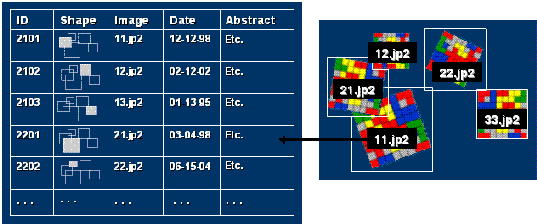 ID Shape Image Date Abstract
2101 11.jp2 12-12-98 Etc.
2102 12.jp2 02-12-02 Etc.
2103 13.jp2 01-13-95 Etc.
2201 21.jp2 03-04-98 Etc.
2202 22.jp2 06-15-04 Etc.
. . . . . . . . . . . . . . .
12.jp2
22.jp2
21.jp2
33.jp2
11.jp2